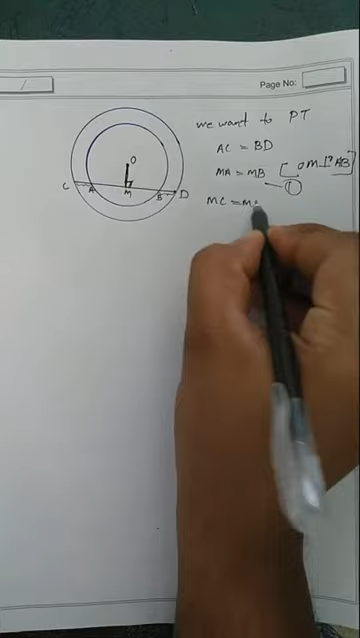 Page No:
we want to PT
O
AC = BD
MA = MB [OM ⊥ AB]
①
C A M B D
MC = M